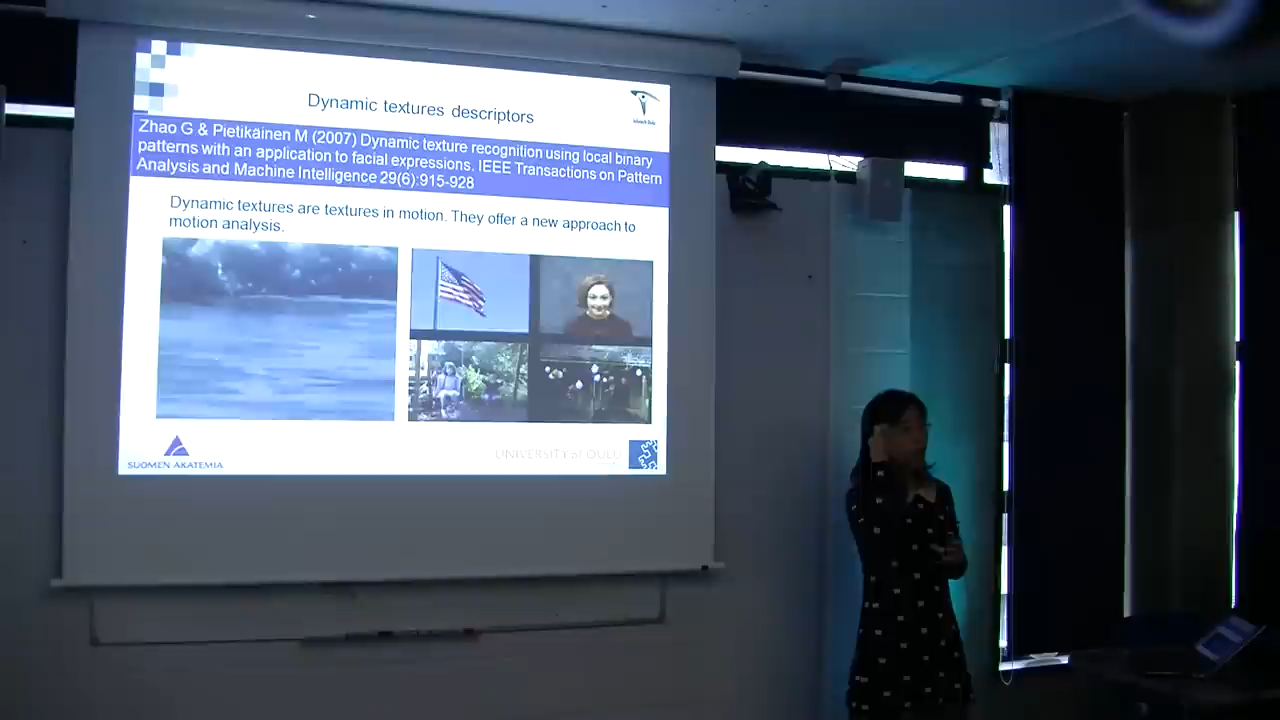 Dynamic textures descriptors
Zhao G & Pietikäinen M (2007) Dynamic texture recognition using local binary
patterns with an application to facial expressions. IEEE Transactions on Pattern
Analysis and Machine Intelligence 29(6):915-928
Dynamic textures are textures in motion. They offer a new approach to
motion analysis.
SUOMEN AKATEMIA
UNIVERSITY of OULU